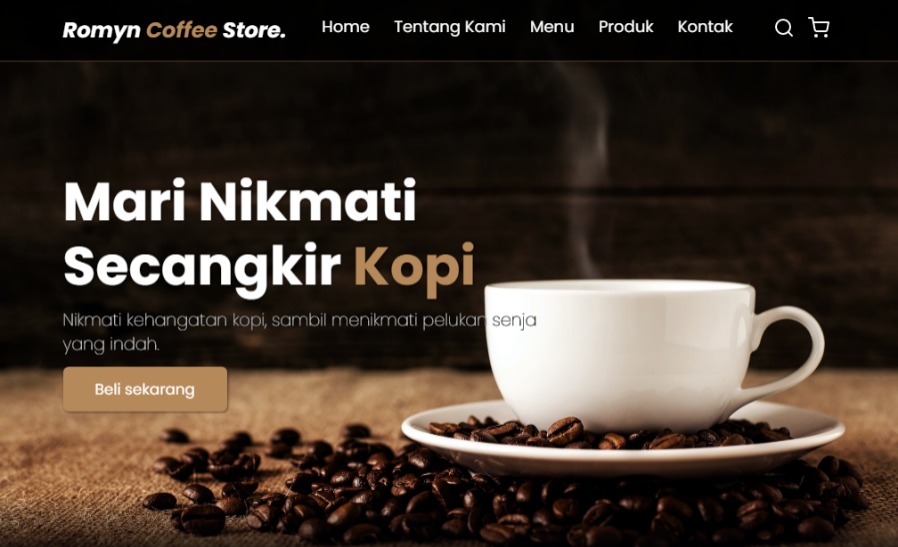 Romyn Coffee Store. Home Tentang Kami Menu Produk Kontak
Mari Nikmati
Secangkir Kopi
Nikmati kehangatan kopi, sambil menikmati pelukan senja
yang indah.
Beli sekarang